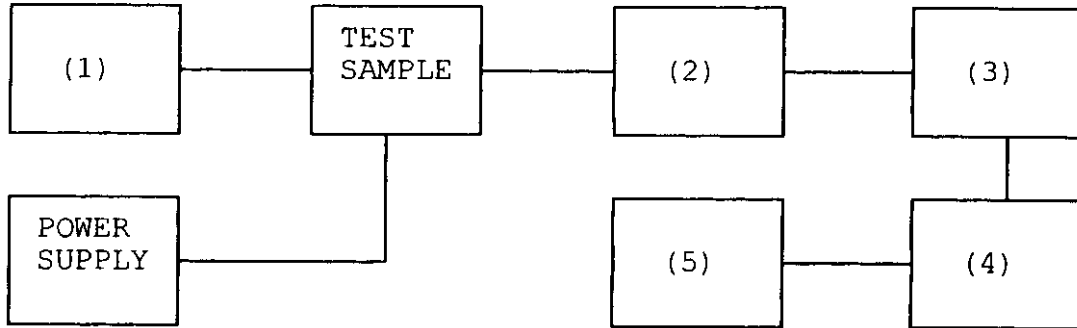 (1)
TEST
SAMPLE
(2)
(3)
POWER
SUPPLY
(5)
(4)